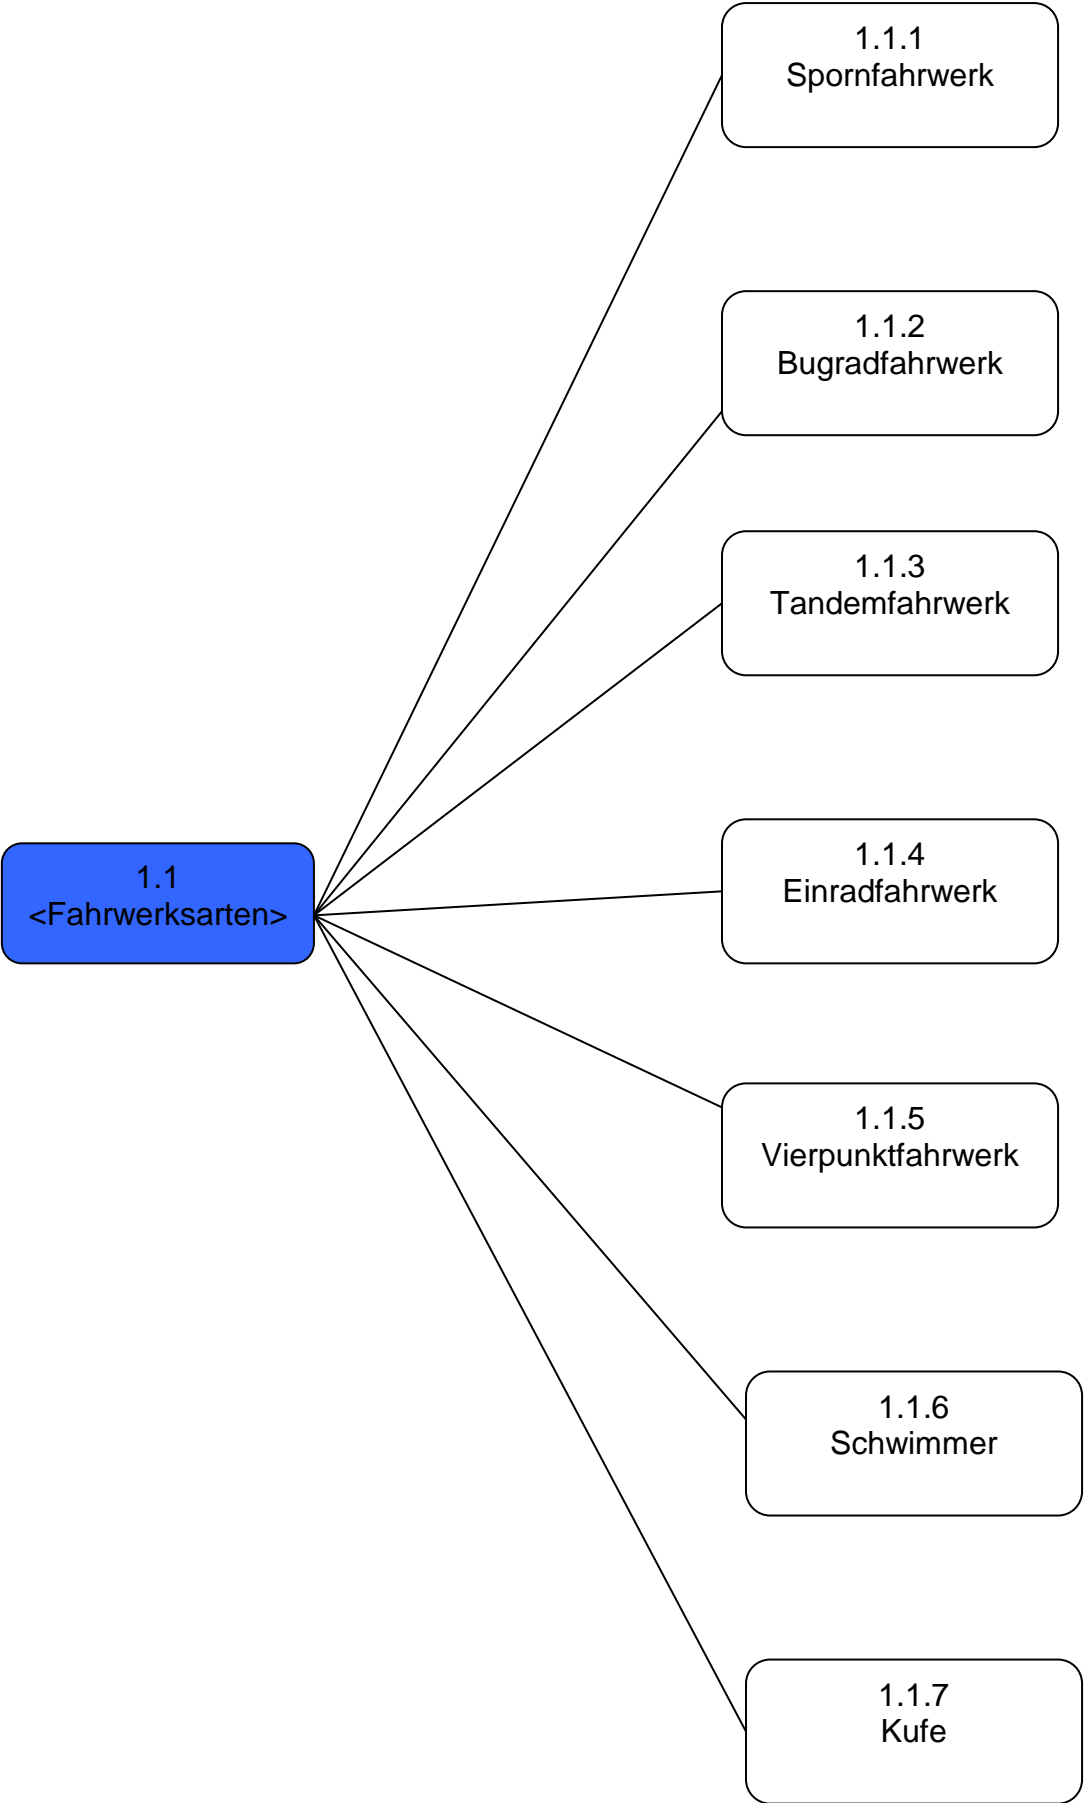 1.1.1
Spornfahrwerk
1.1.2
Bugradfahrwerk
1.1.3
Tandemfahrwerk
1.1
<Fahrwerksarten>
1.1.4
Einradfahrwerk
1.1.5
Vierpunktfahrwerk
1.1.6
Schwimmer
1.1.7
Kufe